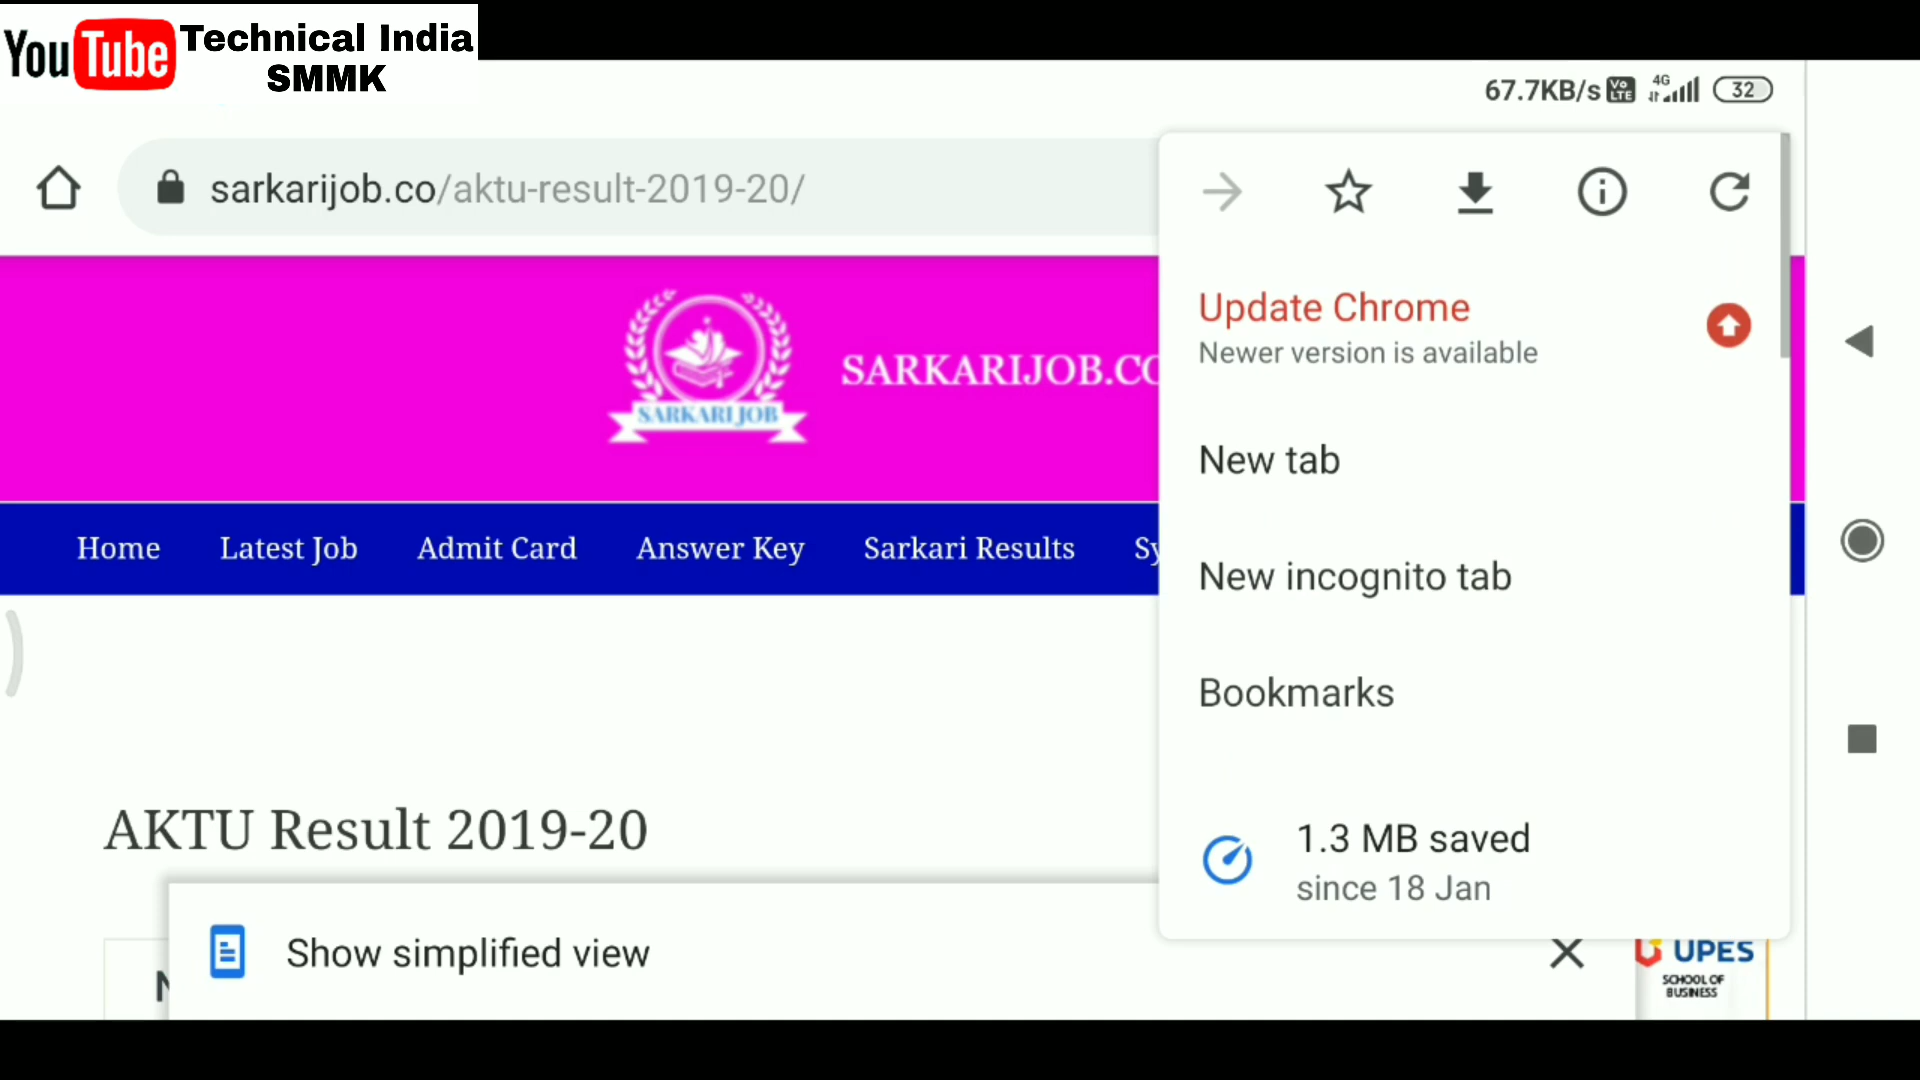 YouTube Technical India
SMMK
67.7KB/s Vo LTE 4G 32
sarkarijob.co/aktu-result-2019-20/
SARKARI JOB
SARKARIJOB.CO
Home Latest Job Admit Card Answer Key Sarkari Results Sy
Update Chrome
Newer version is available
New tab
New incognito tab
Bookmarks
1.3 MB saved
since 18 Jan
AKTU Result 2019-20
Show simplified view
UPES
SCHOOL OF
BUSINESS